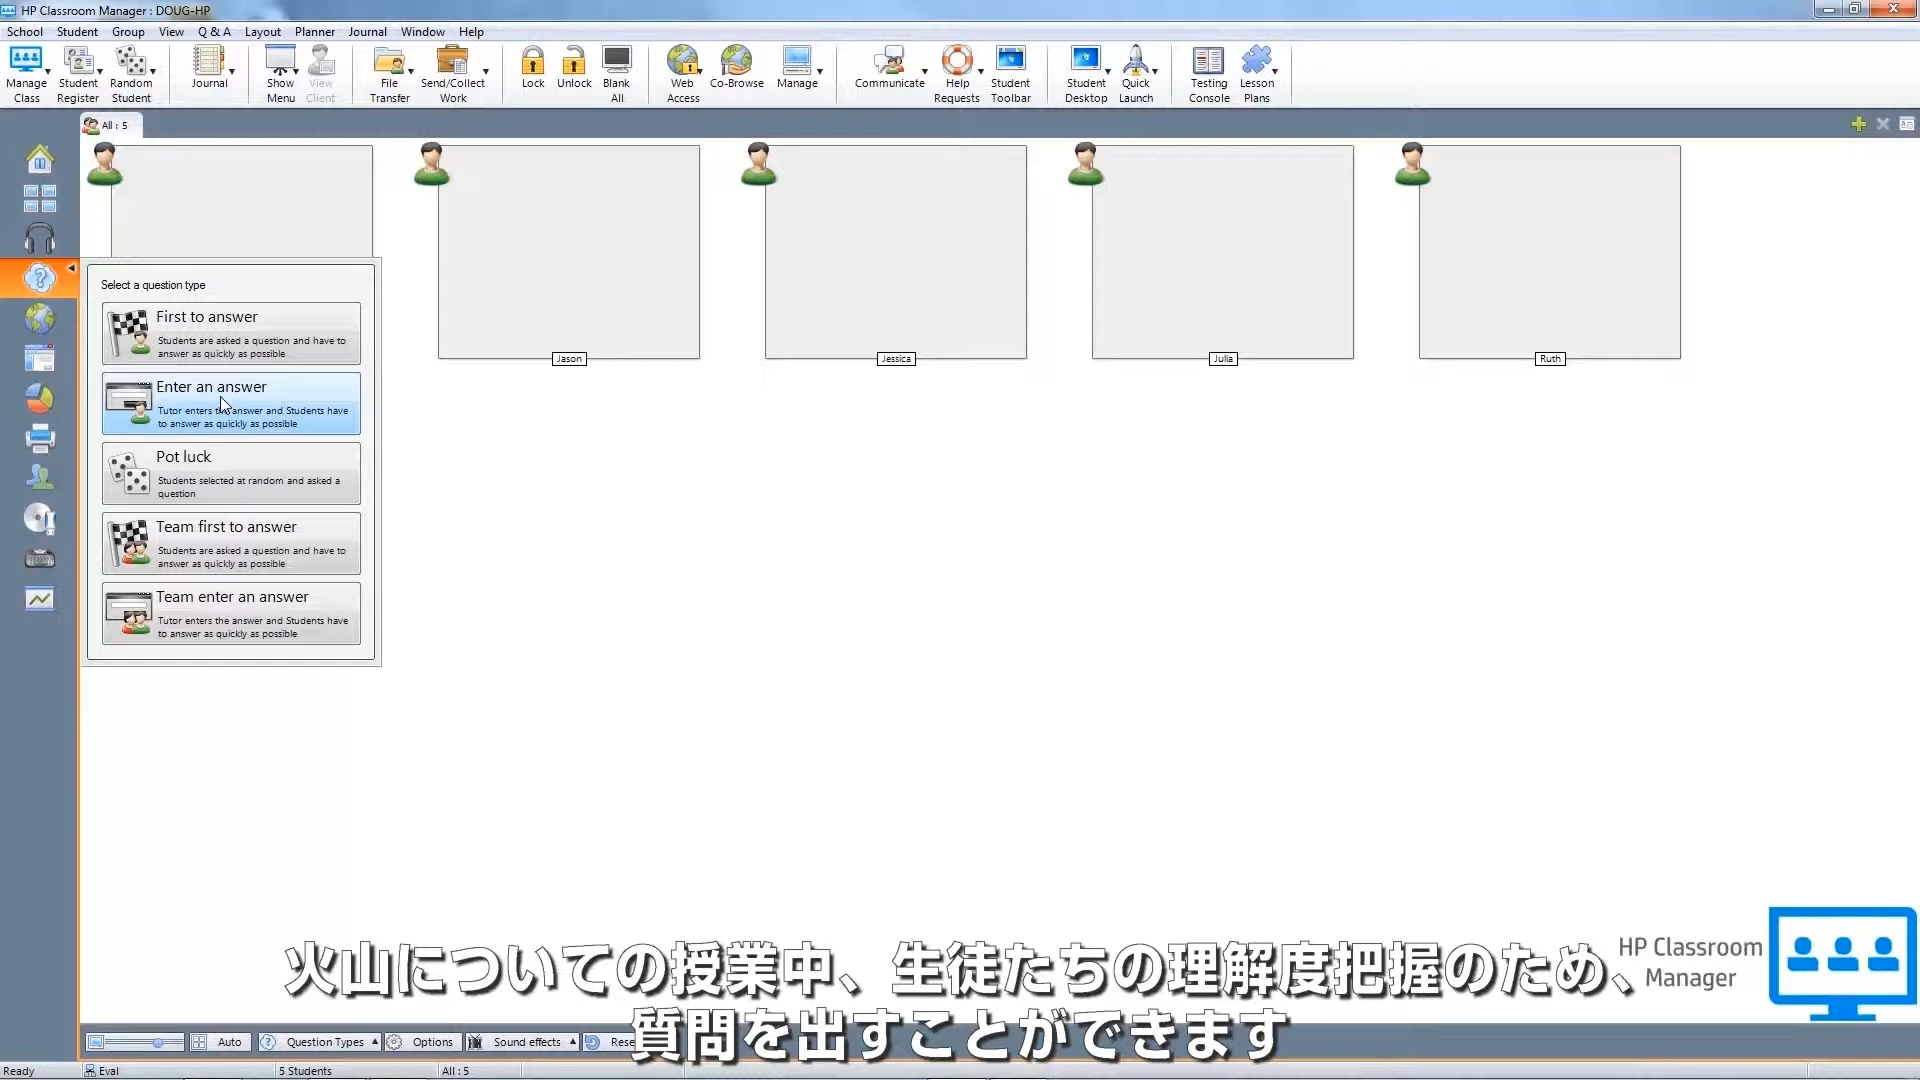 HP Classroom Manager : DOUG-HP
School Student Group View Q & A Layout Planner Journal Window Help
Manage Class
Student Register
Random Student
Journal
Show Menu
View Client
File Transfer
Send/Collect Work
Lock
Unlock
Blank All
Web Access
Co-Browse
Manage
Communicate
Help Requests
Student Toolbar
Student Desktop
Quick Launch
Testing Console
Lesson Plans
All : 5
Select a question type
First to answer
Students are asked a question and have to
answer as quickly as possible
Enter an answer
Tutor enters the answer and Students have
to answer as quickly as possible
Pot luck
Students selected at random and asked a
question
Team first to answer
Students are asked a question and have to
answer as quickly as possible
Team enter an answer
Tutor enters the answer and Students have
to answer as quickly as possible
Jason
Jessica
Julia
Ruth
HP Classroom
Manager
火山についての授業中、生徒たちの理解度把握のため、
質問を出すことができます
Auto Question Types Options Sound effects
Ready Eval 5 Students All : 5